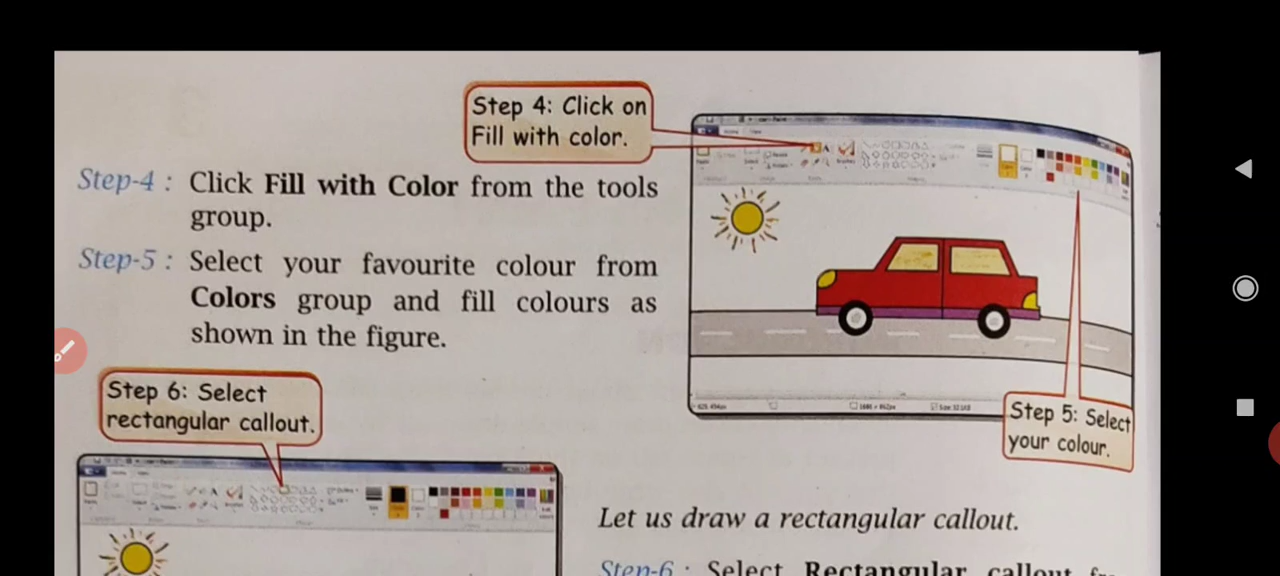 Step 4: Click on
Fill with color.
Step-4 : Click Fill with Color from the tools
group.
Step-5 : Select your favourite colour from
Colors group and fill colours as
shown in the figure.
Step 5: Select
your colour.
Step 6: Select
rectangular callout.
Let us draw a rectangular callout.
Step-6 : Select Rectangular callout